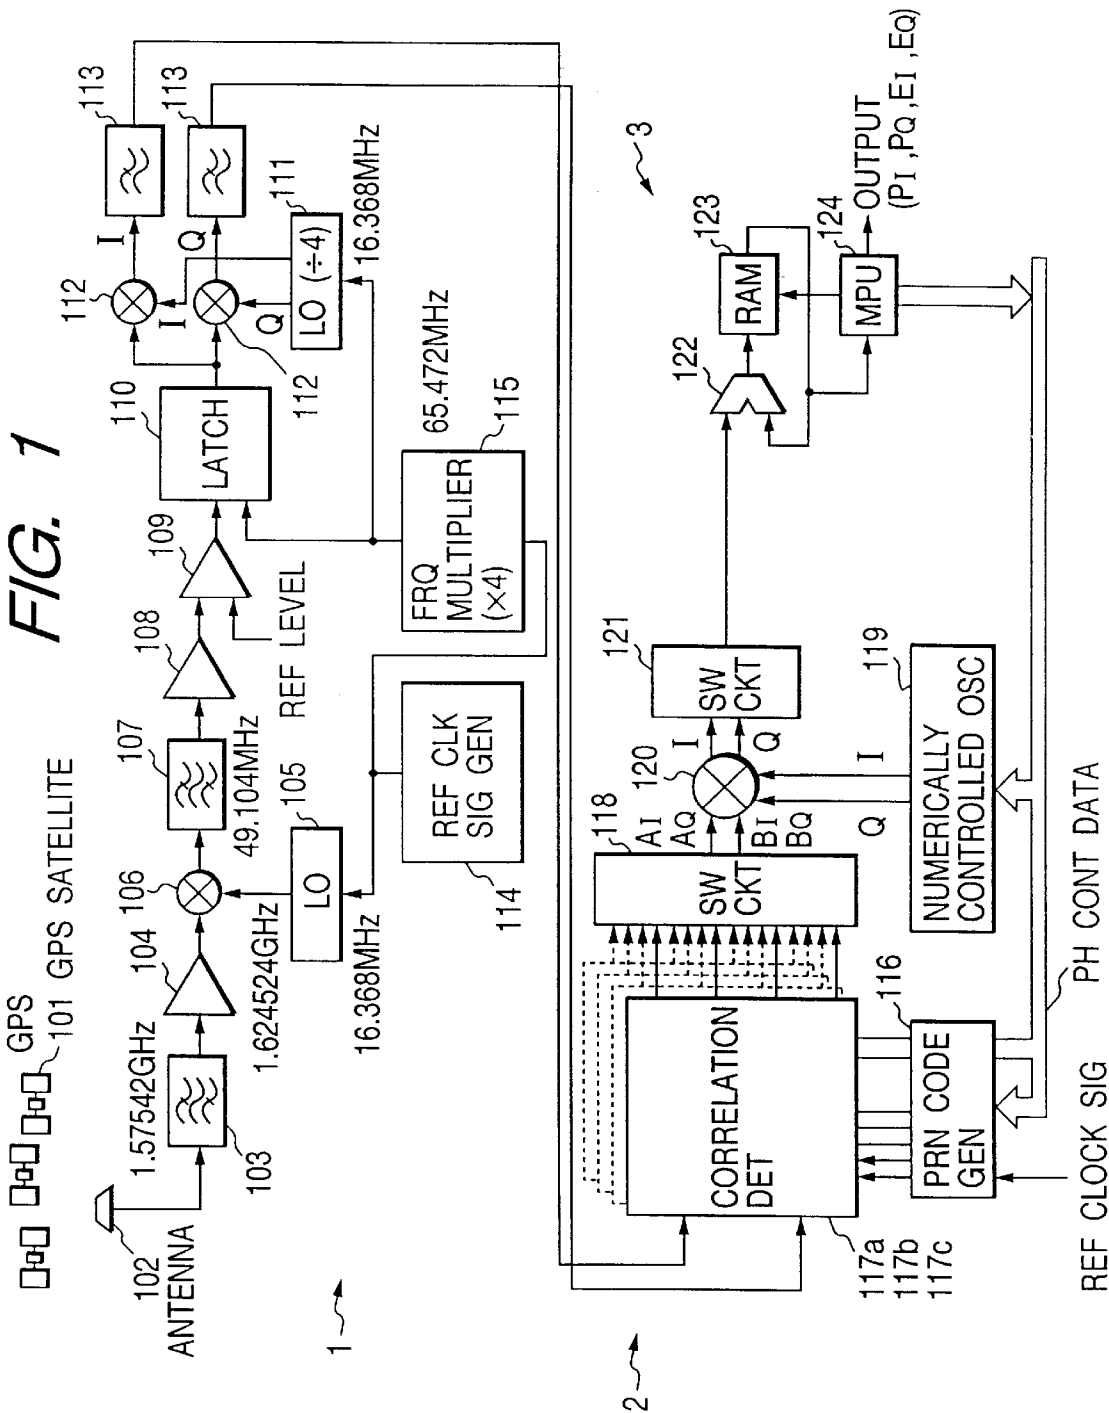 FIG. 1
GPS
101 GPS SATELLITE
102
ANTENNA
1.57542GHz
103
104
106
1.624524GHz
107
49.104MHz
108
109
REF LEVEL
110
LATCH
112
I
I
Q
Q
112
113
113
111
LO (÷4)
16.368MHz
105
LO
16.368MHz
REF CLK
SIG GEN
114
FRQ
MULTIPLIER
(×4)
65.472MHz
115
1
2
3
CORRELATION
DET
117a
117b
117c
PRN CODE
GEN
116
REF CLOCK SIG
PH CONT DATA
118
SW
CKT
AI
AQ
BI
BQ
120
I
Q
Q
I
NUMERICALLY
CONTROLLED OSC
119
121
SW
CKT
122
123
RAM
124
MPU
OUTPUT
(PI ,PQ ,EI ,EQ)